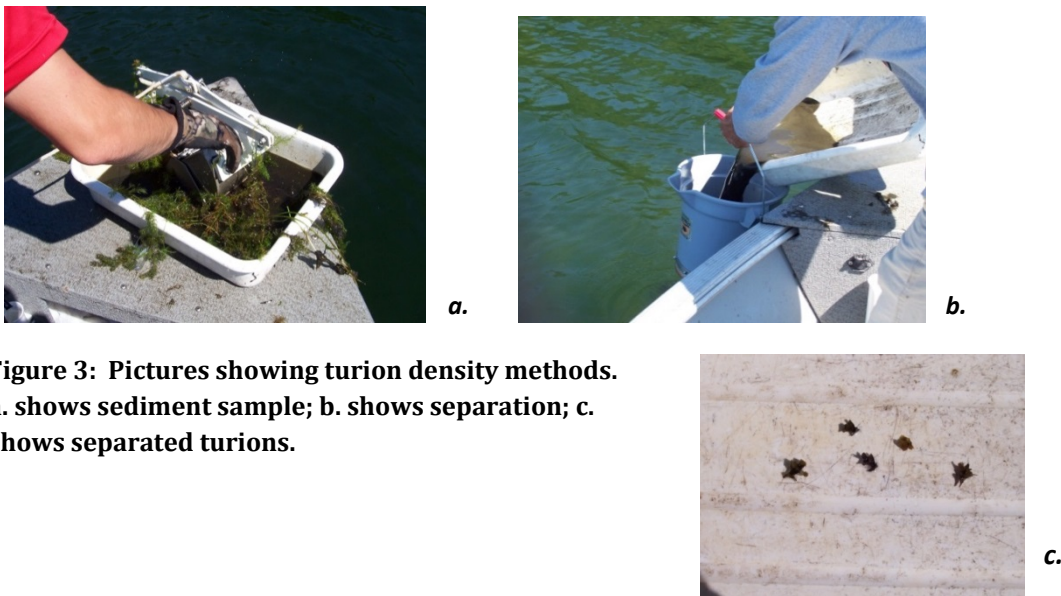 a.
b.
igure 3:  Pictures showing turion density methods.
. shows sediment sample; b. shows separation; c.
hows separated turions.
c.